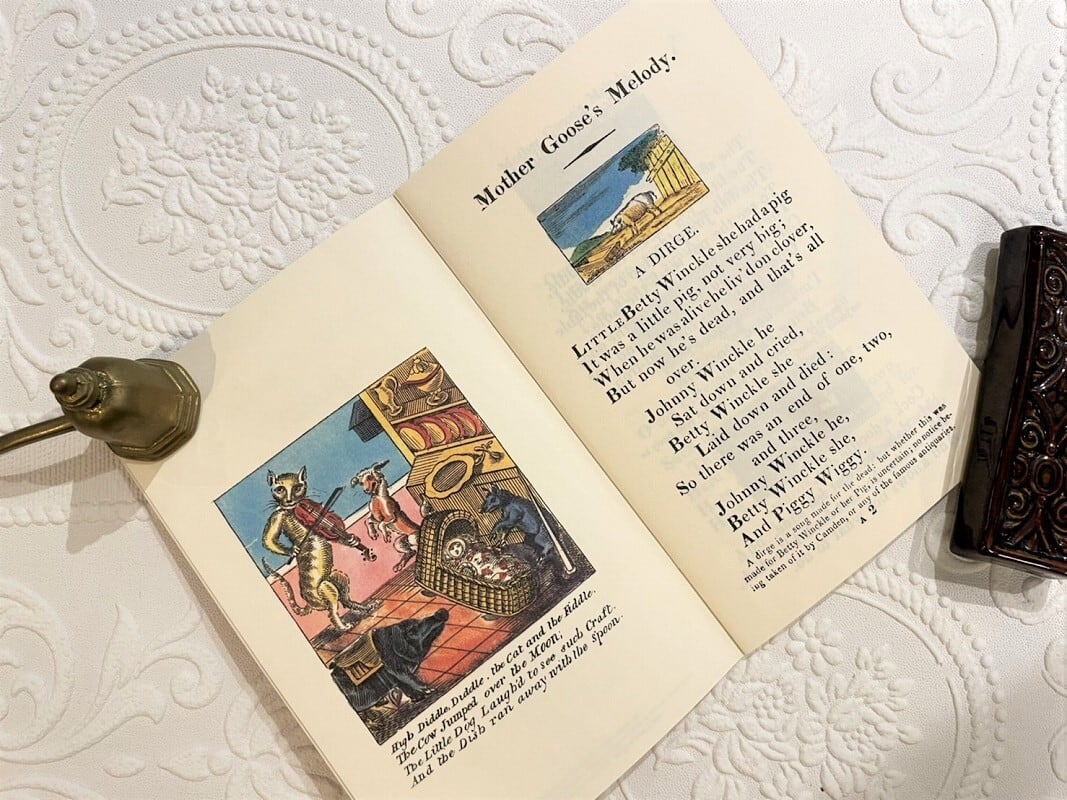 High Diddle, Diddle, the Cat and the Fiddle.
The Cow Jumped over the Moon;
The Little Dog Laugh'd to see such Craft.
And the Dish ran away with the Spoon.
Mother Goose's Melody.
A DIRGE.
LITTLE Betty Winckle she had a pig
It was a little pig, not very big;
When he was alive he liv'd on clover,
But now he's dead, and that's all
over.
Johnny Winckle he
Sat down and cried,
Betty Winckle she
Laid down and died:
So there was an end of one, two,
and three,
Johnny Winckle he,
Betty Winckle she,
And Piggy Wiggy.
A dirge is a song made for the dead: but whether this was
made for Betty Winckle or her Pig, is uncertain; no notice be-
ing taken of it by Camden, or any of the famous antiquaries.
A 2